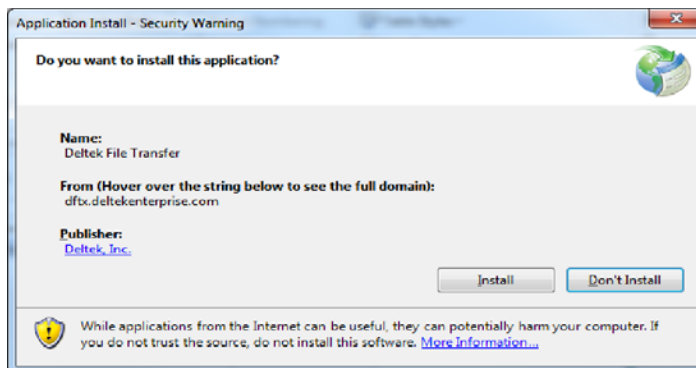 Application Install - Security Warning
Do you want to install this application?
Name:
Deltek File Transfer
From (Hover over the string below to see the full domain):
dftx.deltekenterprise.com
Publisher:
Deltek, Inc.
Install
Don't Install
While applications from the Internet can be useful, they can potentially harm your computer. If
you do not trust the source, do not install this software. More Information...